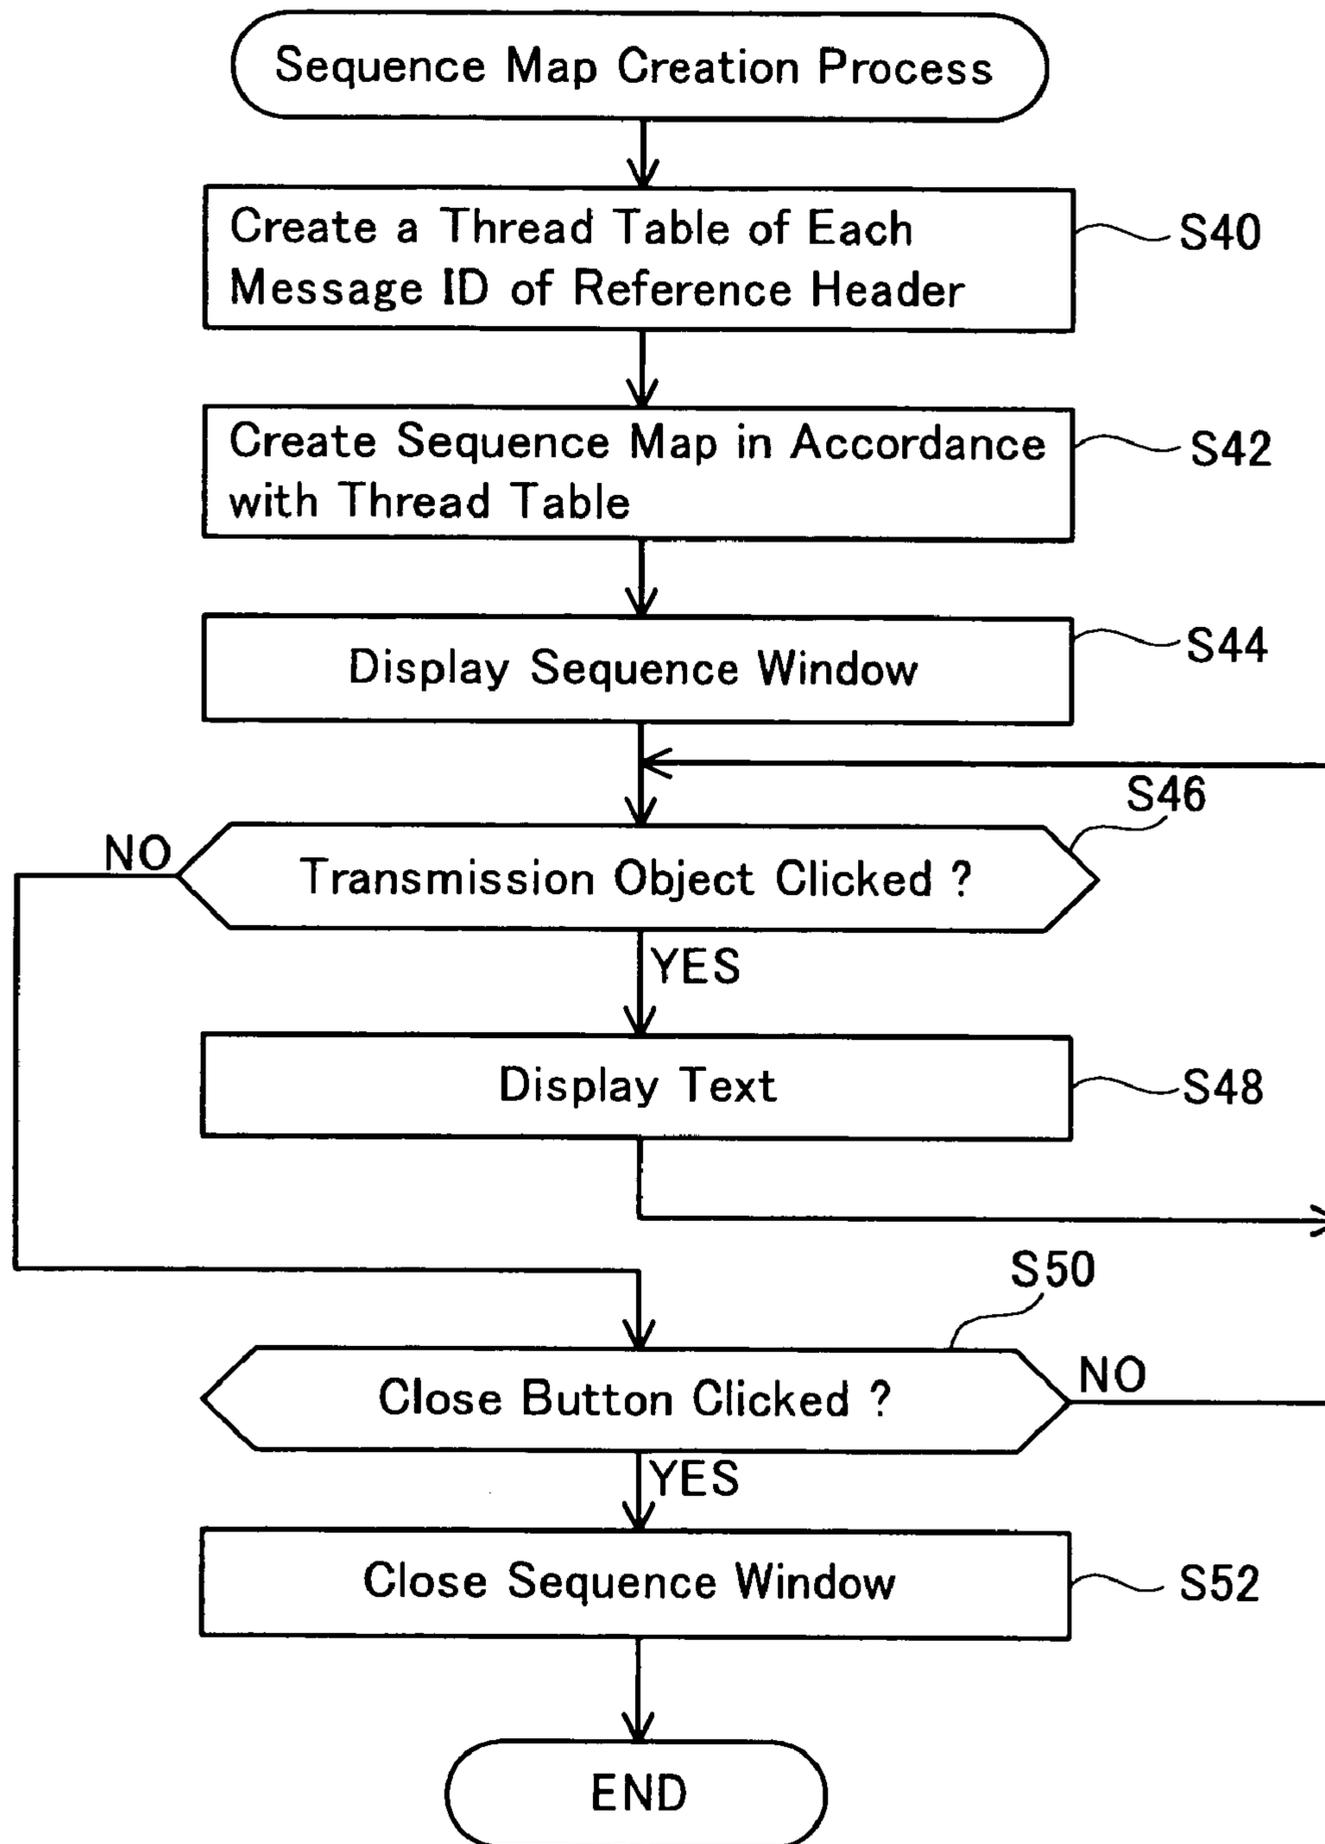 Sequence Map Creation Process
Create a Thread Table of Each
Message ID of Reference Header
S40
Create Sequence Map in Accordance
with Thread Table
S42
Display Sequence Window
S44
S46
NO
Transmission Object Clicked ?
YES
Display Text
S48
S50
Close Button Clicked ?
NO
YES
Close Sequence Window
S52
END